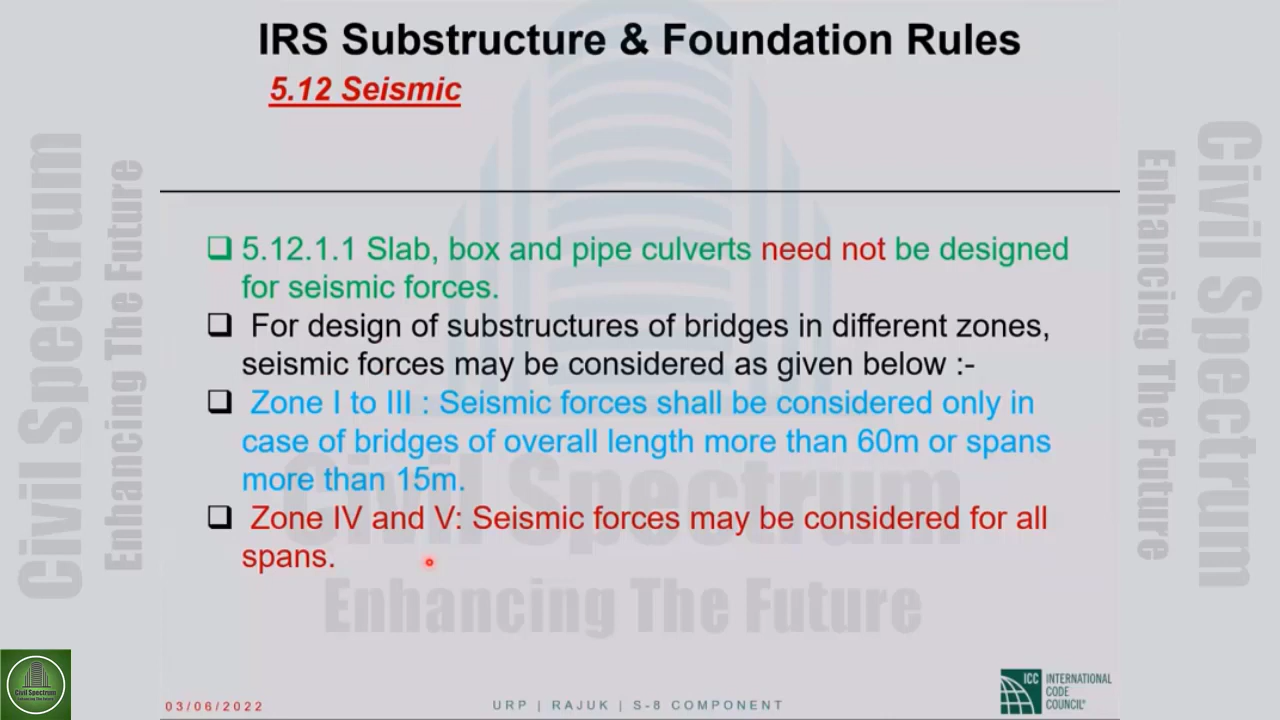 IRS Substructure & Foundation Rules
5.12 Seismic
❑ 5.12.1.1 Slab, box and pipe culverts need not be designed
for seismic forces.
❑ For design of substructures of bridges in different zones,
seismic forces may be considered as given below :-
❑ Zone I to III : Seismic forces shall be considered only in
case of bridges of overall length more than 60m or spans
more than 15m.
❑ Zone IV and V: Seismic forces may be considered for all
spans.
Civil Spectrum
Enhancing The Future
Civil Spectrum
Enhancing The Future
Civil Spectrum
Enhancing The Future
Civil Spectrum
Enhancing The Future
03/06/2022
URP | RAJUK | S-8 COMPONENT
ICC INTERNATIONAL
CODE
COUNCIL®